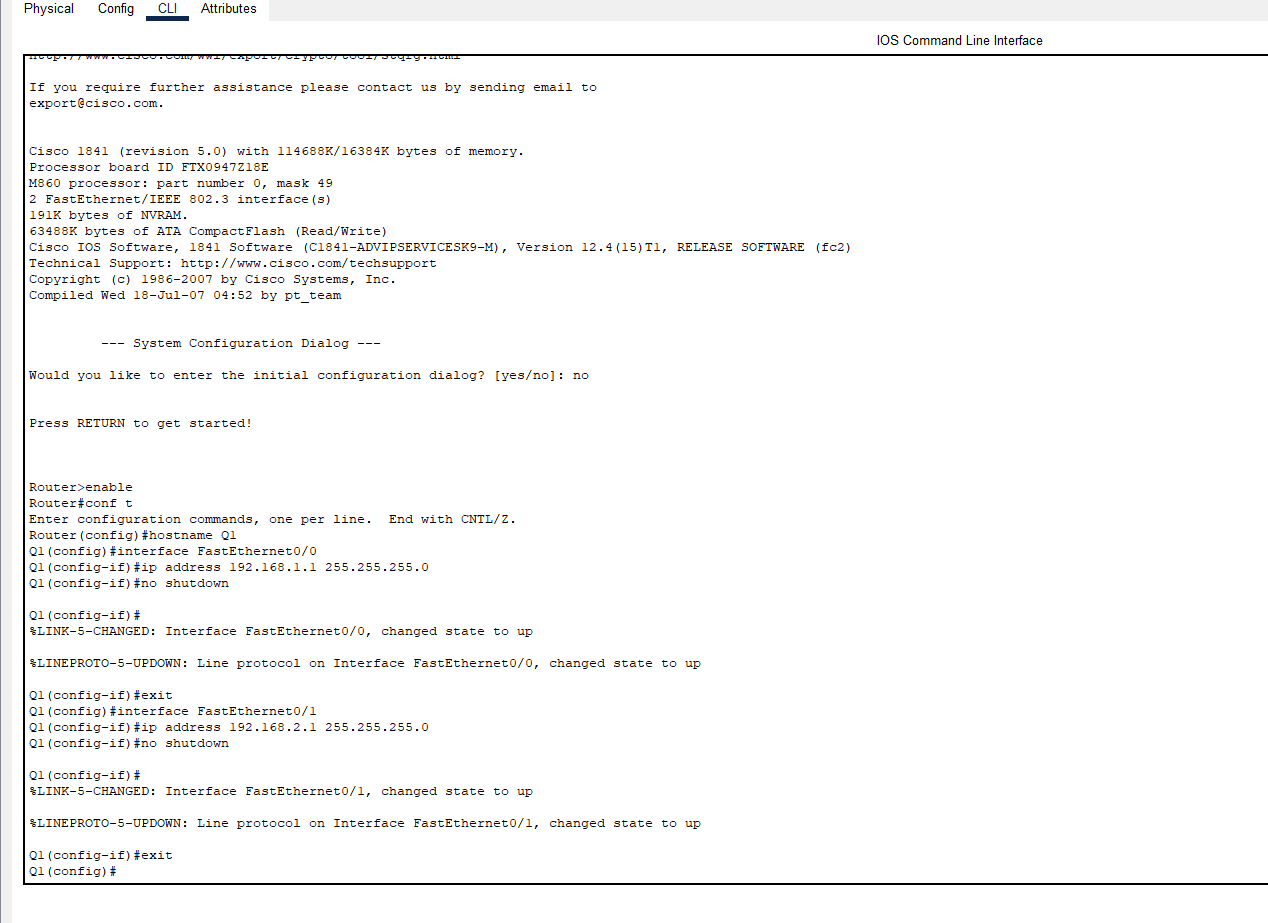 Physical Config CLI Attributes
IOS Command Line Interface
http://www.cisco.com/wwl/export/crypto/tool/stqrg.html
If you require further assistance please contact us by sending email to
export@cisco.com.
Cisco 1841 (revision 5.0) with 114688K/16384K bytes of memory.
Processor board ID FTX0947Z18E
M860 processor: part number 0, mask 49
2 FastEthernet/IEEE 802.3 interface(s)
191K bytes of NVRAM.
63488K bytes of ATA CompactFlash (Read/Write)
Cisco IOS Software, 1841 Software (C1841-ADVIPSERVICESK9-M), Version 12.4(15)T1, RELEASE SOFTWARE (fc2)
Technical Support: http://www.cisco.com/techsupport
Copyright (c) 1986-2007 by Cisco Systems, Inc.
Compiled Wed 18-Jul-07 04:52 by pt_team
--- System Configuration Dialog ---
Would you like to enter the initial configuration dialog? [yes/no]: no
Press RETURN to get started!
Router>enable
Router#conf t
Enter configuration commands, one per line.  End with CNTL/Z.
Router(config)#hostname Q1
Q1(config)#interface FastEthernet0/0
Q1(config-if)#ip address 192.168.1.1 255.255.255.0
Q1(config-if)#no shutdown
Q1(config-if)#
%LINK-5-CHANGED: Interface FastEthernet0/0, changed state to up
%LINEPROTO-5-UPDOWN: Line protocol on Interface FastEthernet0/0, changed state to up
Q1(config-if)#exit
Q1(config)#interface FastEthernet0/1
Q1(config-if)#ip address 192.168.2.1 255.255.255.0
Q1(config-if)#no shutdown
Q1(config-if)#
%LINK-5-CHANGED: Interface FastEthernet0/1, changed state to up
%LINEPROTO-5-UPDOWN: Line protocol on Interface FastEthernet0/1, changed state to up
Q1(config-if)#exit
Q1(config)#